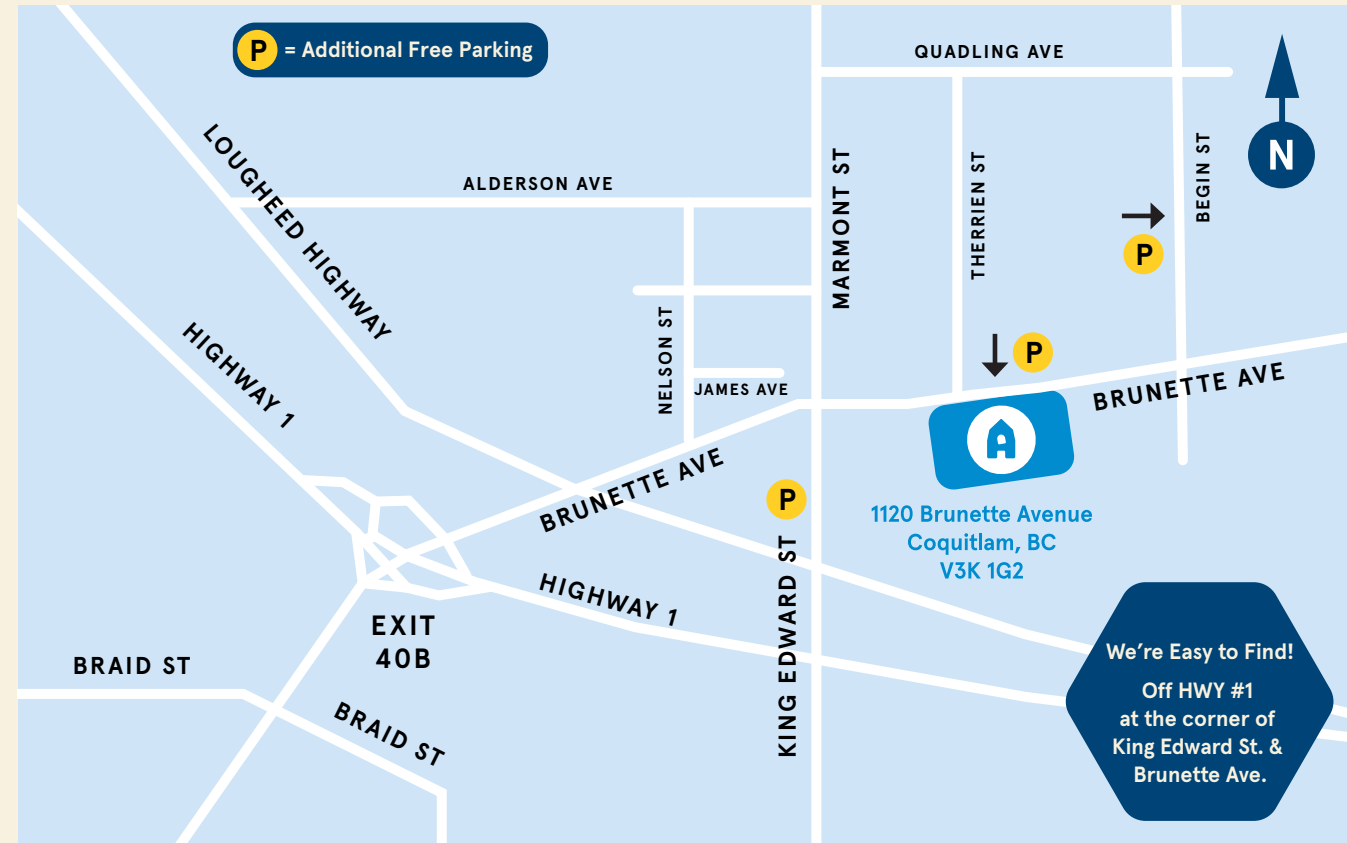 P = Additional Free Parking
QUADLING AVE
N
LOUGHEED HIGHWAY
ALDERSON AVE
MARMONT ST
THERRIEN ST
BEGIN ST
P
HIGHWAY 1
NELSON ST
JAMES AVE
P
BRUNETTE AVE
BRUNETTE AVE
P
1120 Brunette Avenue
Coquitlam, BC
V3K 1G2
HIGHWAY 1
KING EDWARD ST
EXIT
40B
BRAID ST
BRAID ST
We're Easy to Find!
Off HWY #1
at the corner of
King Edward St. &
Brunette Ave.